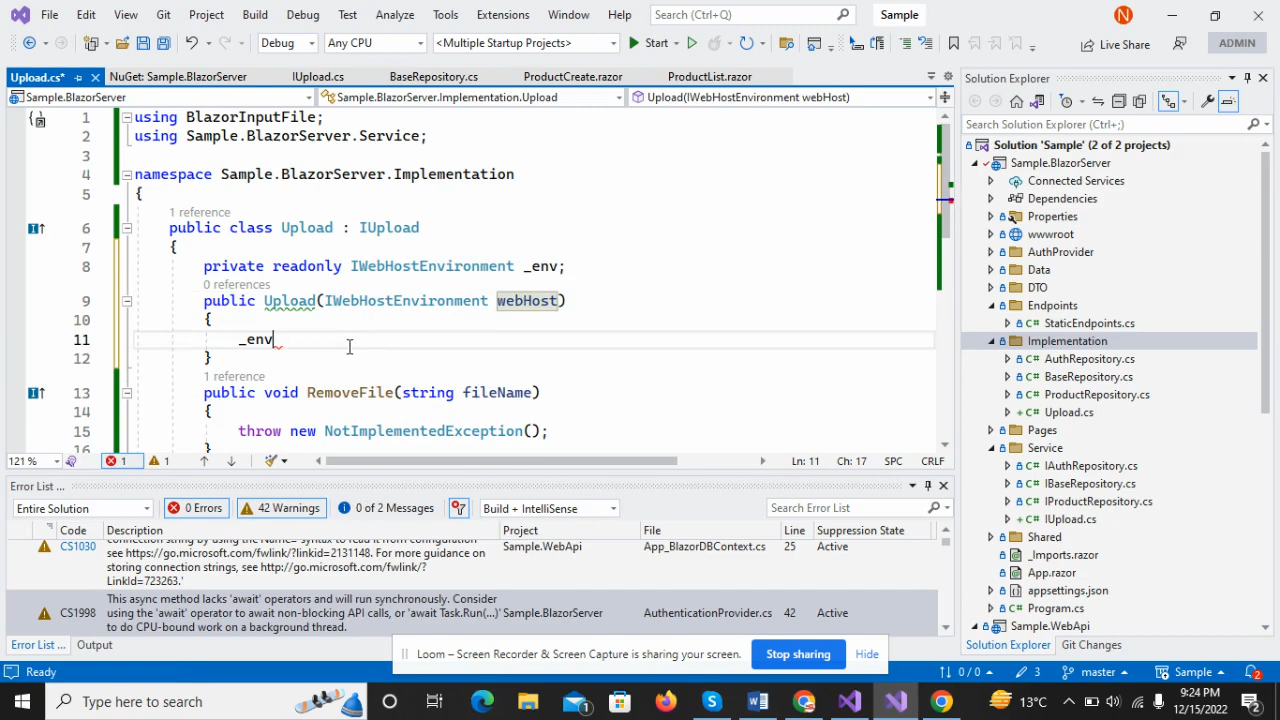 File Edit View Git Project Build Debug Test Analyze Tools Extensions Window Help Search (Ctrl+Q) Sample N
Debug Any CPU <Multiple Startup Projects> Start Live Share ADMIN
Upload.cs* NuGet: Sample.BlazorServer IUpload.cs BaseRepository.cs ProductCreate.razor ProductList.razor
Sample.BlazorServer Sample.BlazorServer.Implementation.Upload Upload(IWebHostEnvironment webHost)
1 using BlazorInputFile;
2 using Sample.BlazorServer.Service;
3
4 namespace Sample.BlazorServer.Implementation
5 {
1 reference
6 public class Upload : IUpload
7 {
8 private readonly IWebHostEnvironment _env;
0 references
9 public Upload(IWebHostEnvironment webHost)
10 {
11 _env
12 }
1 reference
13 public void RemoveFile(string fileName)
14 {
15 throw new NotImplementedException();
16 }
121 % 1 1 Ln: 11 Ch: 17 SPC CRLF
Error List ...
Entire Solution 0 Errors 42 Warnings 0 of 2 Messages Build + IntelliSense Search Error List
Code Description Project File Line Suppression State
CS1030 connection string by using the Name= syntax to read it from configuration - Sample.WebApi App_BlazorDBContext.cs 25 Active
see https://go.microsoft.com/fwlink/?linkid=2131148. For more guidance on
storing connection strings, see http://go.microsoft.com/fwlink/?
LinkId=723263.'
CS1998 This async method lacks 'await' operators and will run synchronously. Consider
using the 'await' operator to await non-blocking API calls, or 'await Task.Run(...)' Sample.BlazorServer AuthenticationProvider.cs 42 Active
to do CPU-bound work on a background thread.
Error List ... Output
Solution Explorer
Search Solution Explorer (Ctrl+;)
Solution 'Sample' (2 of 2 projects)
Sample.BlazorServer
Connected Services
Dependencies
Properties
wwwroot
AuthProvider
Data
DTO
Endpoints
C# StaticEndpoints.cs
Implementation
C# AuthRepository.cs
C# BaseRepository.cs
C# ProductRepository.cs
C# Upload.cs
Pages
Service
C# IAuthRepository.cs
C# IBaseRepository.cs
C# IProductRepository.cs
C# IUpload.cs
Shared
_Imports.razor
App.razor
appsettings.json
C# Program.cs
Sample.WebApi
Solution Explorer Git Changes
Loom – Screen Recorder & Screen Capture is sharing your screen. Stop sharing Hide
Ready 0 / 0 3 master Sample 2
Type here to search 1 13°C 9:24 PM
12/15/2022